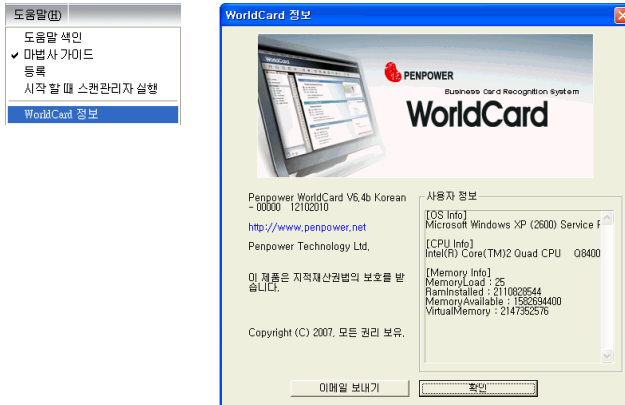 도움말(H)
도움말 색인
✔ 마법사 가이드
등록
시작 할 때 스캔관리자 실행
WorldCard 정보
WorldCard 정보
PENPOWER
Business Card Recognition System
WorldCard
Penpower WorldCard V6.4b Korean
- 00000 12102010
http://www.penpower.net
Penpower Technology Ltd.
이 제품은 지적재산권법의 보호를 받
습니다.
Copyright (C) 2007. 모든 권리 보유.
사용자 정보
[OS Info]
Microsoft Windows XP (2600) Service
[CPU Info]
Intel(R) Core(TM)2 Quad CPU Q8400
[Memory Info]
MemoryLoad : 25
RamInstalled : 2110828544
MemoryAvailable : 1582694400
VirtualMemory : 2147352576
이메일 보내기
확인